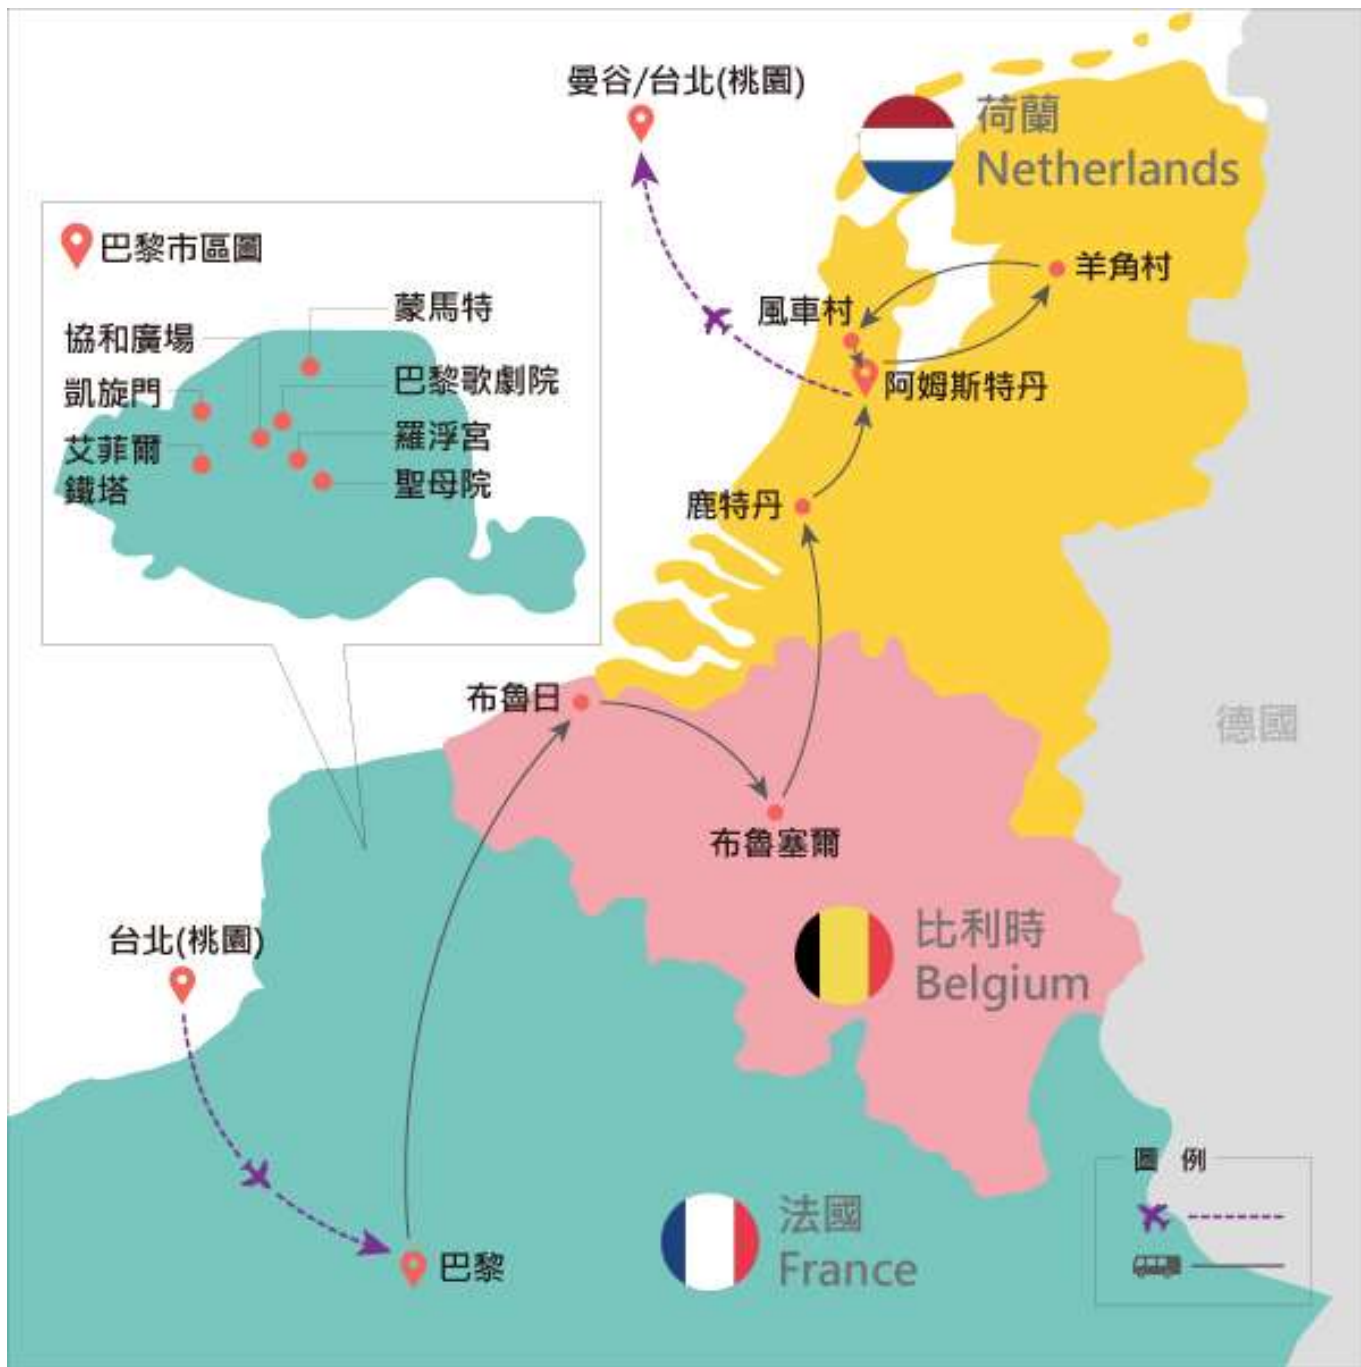 曼谷/台北(桃園)
荷蘭
Netherlands
巴黎市區圖
蒙馬特
協和廣場
凱旋門
巴黎歌劇院
艾菲爾
鐵塔
羅浮宮
聖母院
羊角村
風車村
阿姆斯特丹
鹿特丹
布魯日
布魯塞爾
德國
比利時
Belgium
台北(桃園)
巴黎
法國
France
圖 例